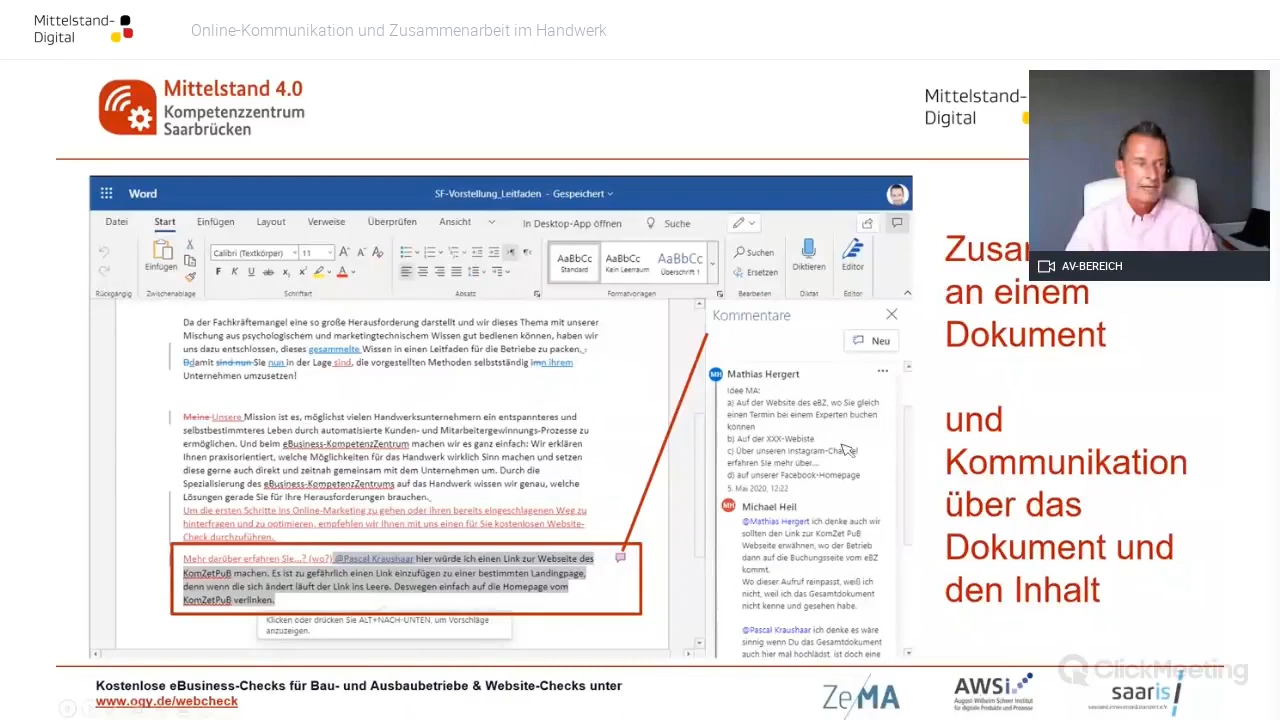 Mittelstand-
Digital
Online-Kommunikation und Zusammenarbeit im Handwerk
Mittelstand 4.0
Kompetenzzentrum
Saarbrücken
Mittelstand-
Digital
AV-BEREICH
Word
SF-Vorstellung_Leitfaden - Gespeichert
Datei Start Einfügen Layout Verweise Überprüfen Ansicht In Desktop-App öffnen Suche
Einfügen
Calibri (Textkörper) 11
F K U ab
AaBbCc AaBbCc AaBbCc
Standard Kein Leerraum Überschrift 1
Suchen
Ersetzen
Diktieren
Editor
Rückgängig Zwischenablage Schriftart Absatz Formatvorlagen Bearbeiten Diktat Editor
Da der Fachkräftemangel eine so große Herausforderung darstellt und wir dieses Thema mit unserer
Mischung aus psychologischem und marketingtechnischem Wissen gut bedienen können, haben wir
uns dazu entschlossen, dieses gesammelte Wissen in einen Leitfaden für die Betriebe zu packen.
Ddamit sind nun Sie nun in der Lage sind, die vorgestellten Methoden selbstständig imn ihrem
Unternehmen umzusetzen!
Meine Unsere Mission ist es, möglichst vielen Handwerksunternehmern ein entspannteres und
selbstbestimmteres Leben durch automatisierte Kunden- und Mitarbeitergewinnungs-Prozesse zu
ermöglichen. Und beim eBusiness-KompetenzZentrum machen wir es ganz einfach: Wir erklären
Ihnen praxisorientiert, welche Möglichkeiten für das Handwerk wirklich Sinn machen und setzen
diese gerne auch direkt und zeitnah gemeinsam mit dem Unternehmen um. Durch die
Spezialisierung des eBusiness-KompetenzZentrums auf das Handwerk wissen wir genau, welche
Lösungen gerade Sie für Ihre Herausforderungen brauchen.
Um die ersten Schritte ins Online-Marketing zu gehen oder ihren bereits eingeschlagenen Weg zu
hinterfragen und zu optimieren, empfehlen wir Ihnen mit uns einen für Sie kostenlosen Website-
Check durchzuführen.
Mehr darüber erfahren Sie...? (wo?) @Pascal Kraushaar hier würde ich einen Link zur Webseite des
KomZetPuB machen. Es ist zu gefährlich einen Link einzufügen zu einer bestimmten Landingpage,
denn wenn die sich ändert läuft der Link ins Leere. Deswegen einfach auf die Homepage vom
KomZetPuB verlinken.
Klicken oder drücken Sie ALT+NACH-UNTEN, um Vorschläge
anzuzeigen.
Kommentare
Neu
MH Mathias Hergert
Idee MA:
a) Auf der Website des eBZ, wo Sie gleich
einen Termin bei einem Experten buchen
können
b) Auf der XXX-Webiste
c) Über unseren Instagram-Channel
erfahren Sie mehr über...
d) auf unserer Facebook-Homepage
5. Mai 2020, 12:22
MH Michael Heil
@Mathias Hergert ich denke auch wir
sollten den Link zur KomZet PuB
Webseite erwähnen, wo der Betrieb
dann auf die Buchungsseite vom eBZ
kommt.
Wo dieser Aufruf reinpasst, weiß ich
nicht, weil ich das Gesamtdokument
nicht kenne und gesehen habe.
@Pascal Kraushaar ich denke es wäre
sinnig wenn Du das Gesamtdokument
auch hier mal hochlädst, ist doch eine
an einem
Dokument
und
Kommunikation
über das
Dokument und
den Inhalt
Kostenlose eBusiness-Checks für Bau- und Ausbaubetriebe & Website-Checks unter
www.ogy.de/webcheck
ZeMA
AWSi
August-Wilhelm Scheer Institut
für digitale Produkte und Prozesse
saaris
ClickMeeting